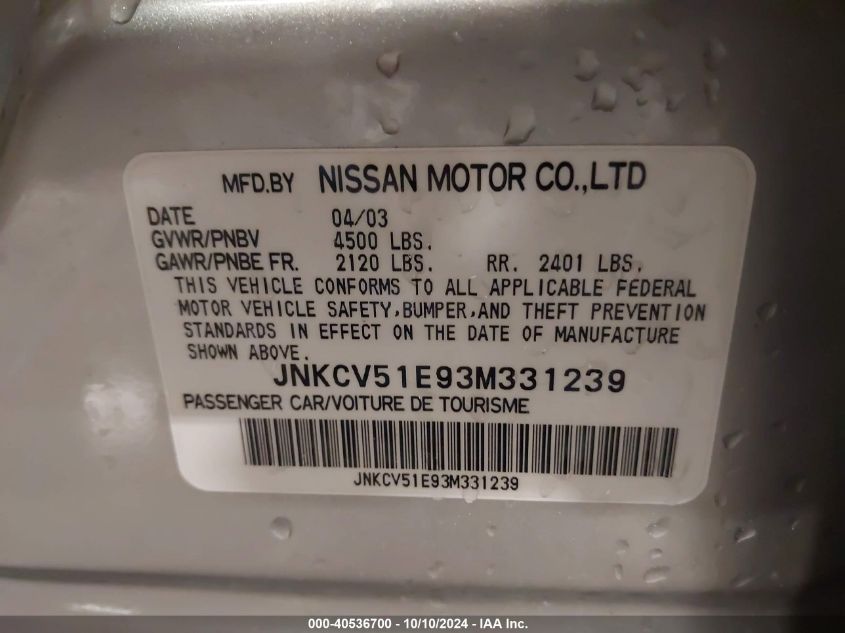 MFD.BY NISSAN MOTOR CO.,LTD
DATE 04/03
GVWR/PNBV 4500 LBS.
GAWR/PNBE FR. 2120 LBS. RR. 2401 LBS.
THIS VEHICLE CONFORMS TO ALL APPLICABLE FEDERAL
MOTOR VEHICLE SAFETY,BUMPER,AND THEFT PREVENTION
STANDARDS IN EFFECT ON THE DATE OF MANUFACTURE
SHOWN ABOVE.
JNKCV51E93M331239
PASSENGER CAR/VOITURE DE TOURISME
JNKCV51E93M331239
000-40536700 - 10/10/2024 - IAA Inc.